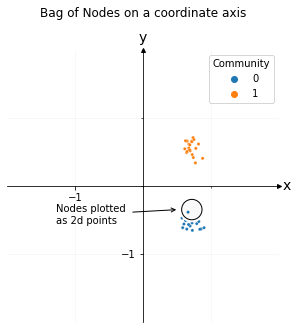 Bag of Nodes on a coordinate axis
y
Community
0
1
x
−1
Nodes plotted
as 2d points
−1